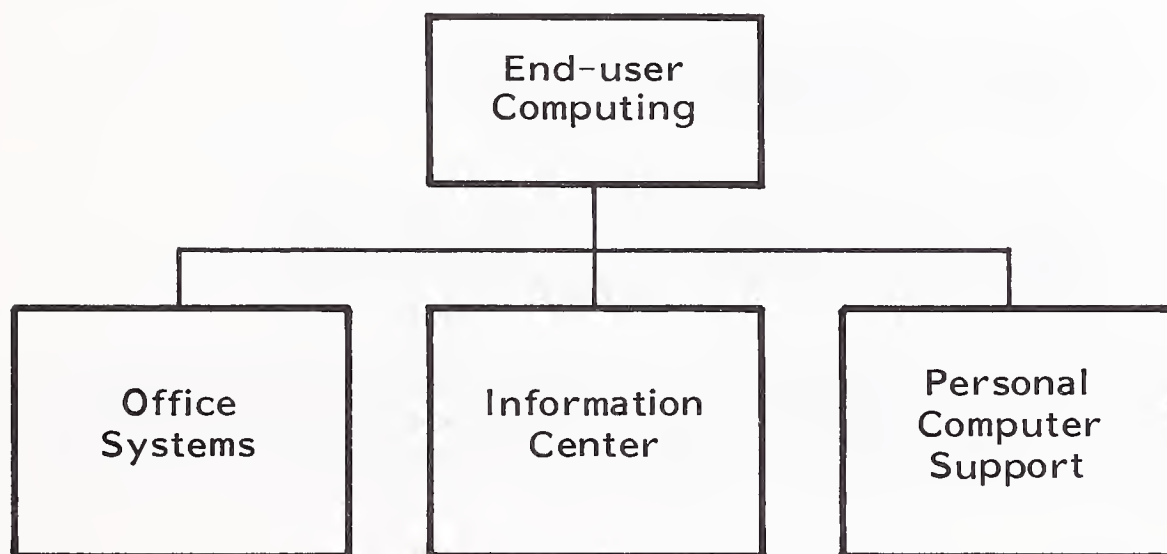 End-user
Computing
Office
Systems
Information
Center
Personal
Computer
Support